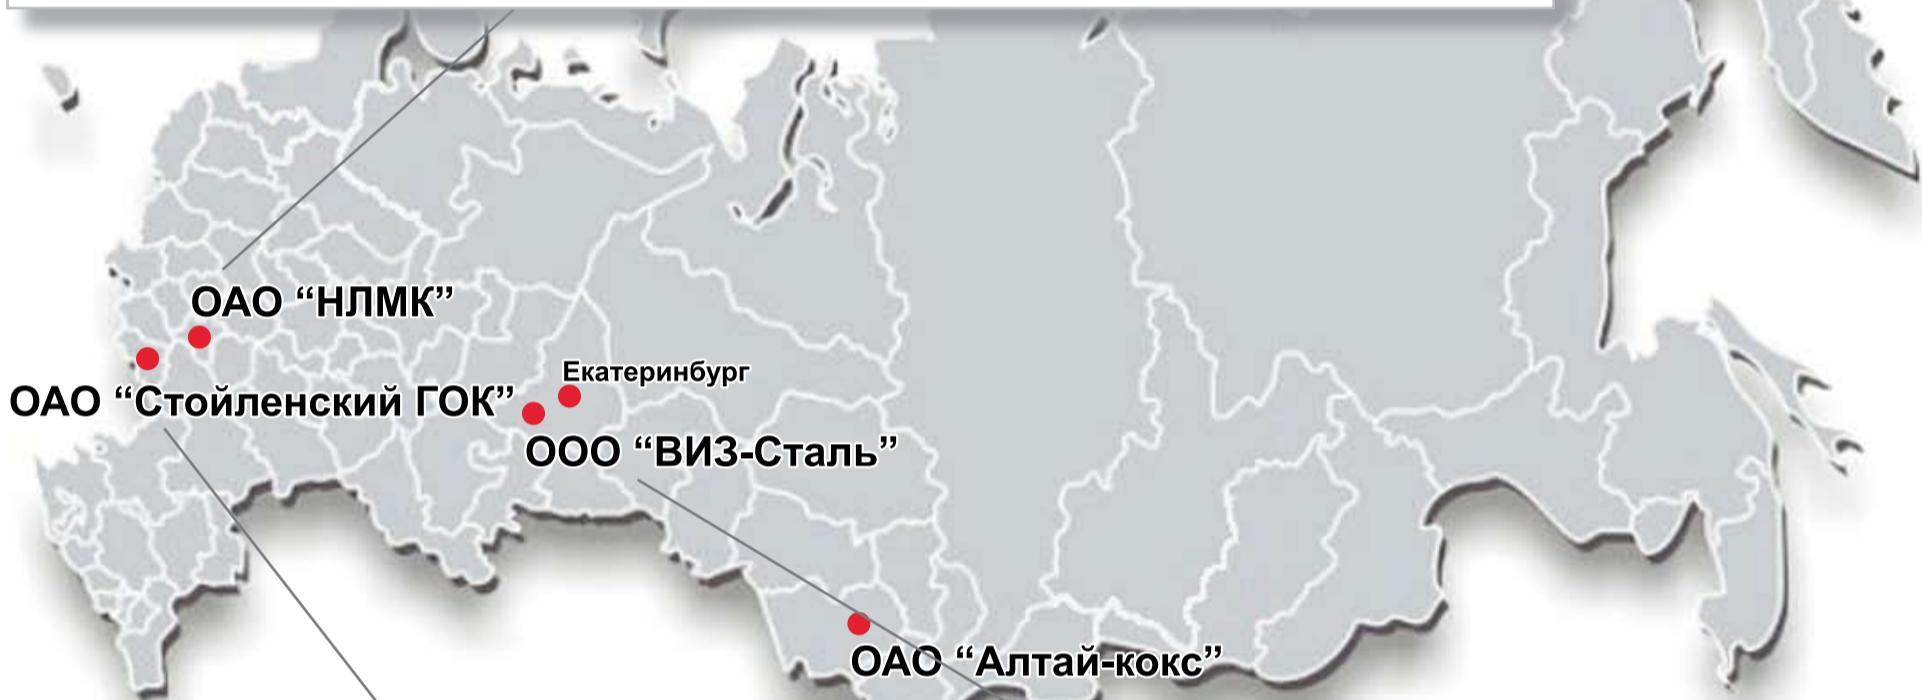 ОАО “НЛМК”
Екатеринбург
ОАО “Стойленский ГОК”
ООО “ВИЗ-Сталь”
ОАО “Алтай-кокс”